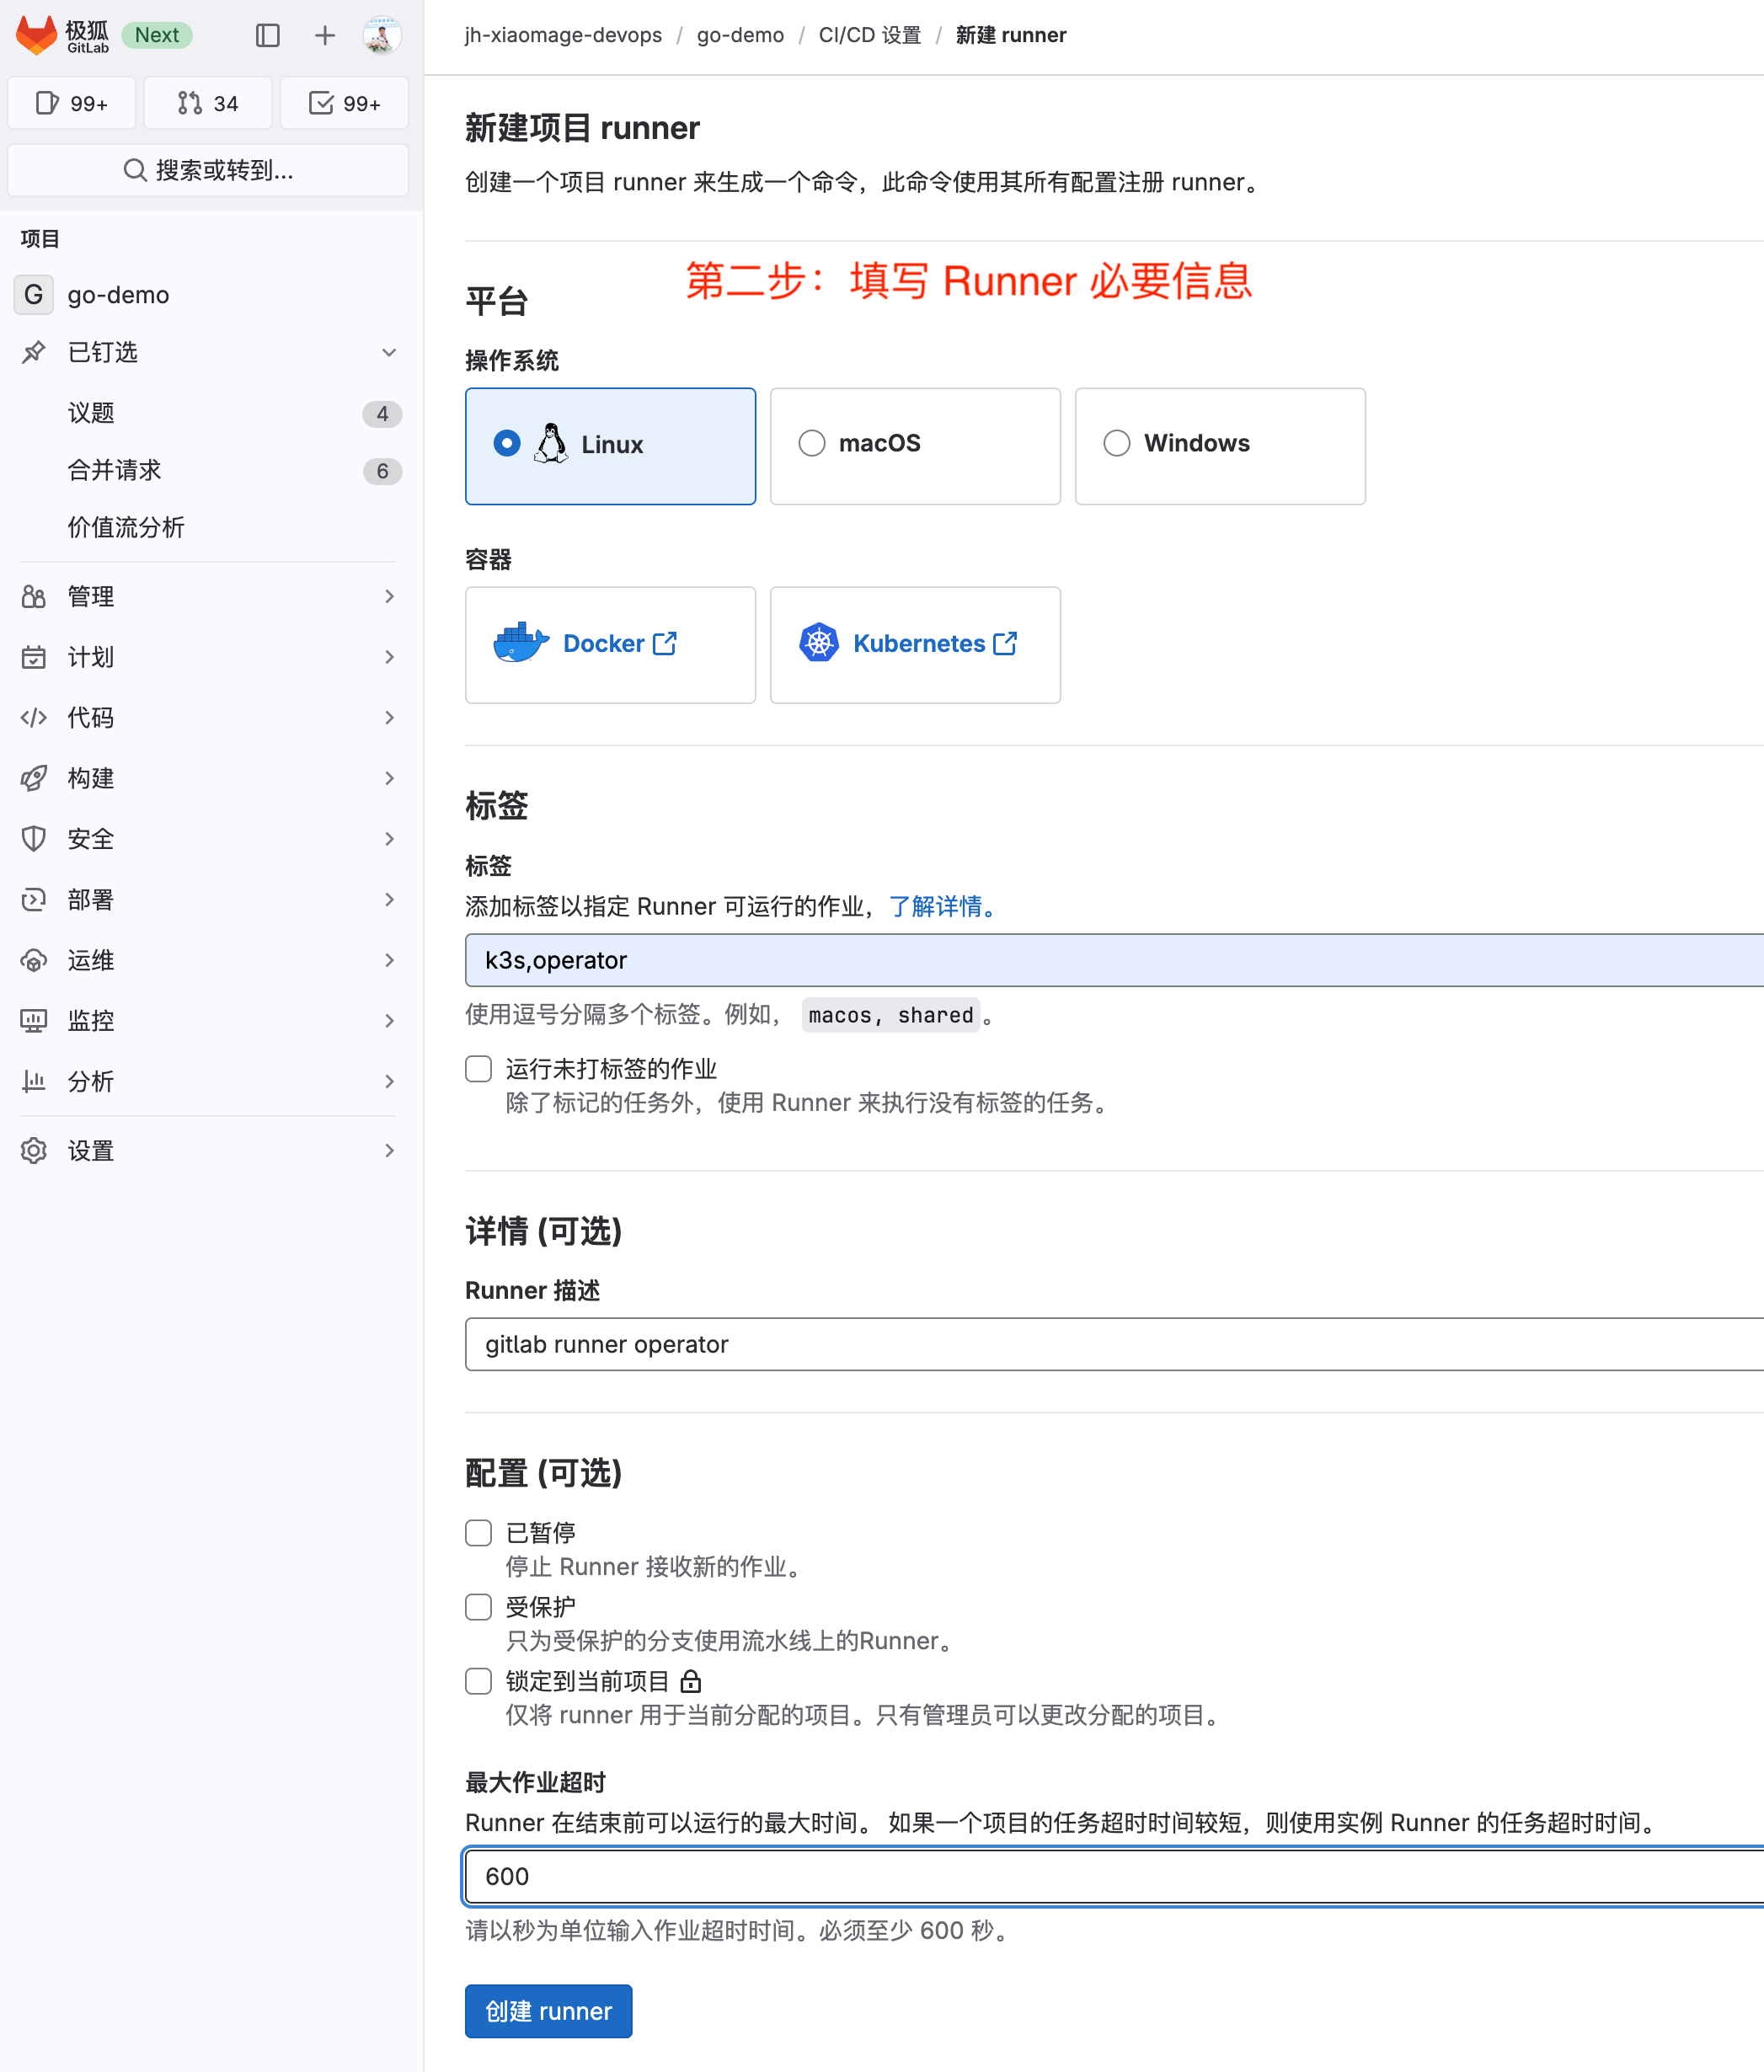 极狐
GitLab
Next
99+
34
99+
搜索或转到...
项目
G
go-demo
已钉选
议题
4
合并请求
6
价值流分析
管理
计划
代码
构建
安全
部署
运维
监控
分析
设置
jh-xiaomage-devops / go-demo / CI/CD 设置 / 新建 runner
新建项目 runner
创建一个项目 runner 来生成一个命令，此命令使用其所有配置注册 runner。
第二步：填写 Runner 必要信息
平台
操作系统
Linux
macOS
Windows
容器
Docker
Kubernetes
标签
标签
添加标签以指定 Runner 可运行的作业，了解详情。
k3s,operator
使用逗号分隔多个标签。例如， macos, shared。
运行未打标签的作业
除了标记的任务外，使用 Runner 来执行没有标签的任务。
详情 (可选)
Runner 描述
gitlab runner operator
配置 (可选)
已暂停
停止 Runner 接收新的作业。
受保护
只为受保护的分支使用流水线上的Runner。
锁定到当前项目
仅将 runner 用于当前分配的项目。只有管理员可以更改分配的项目。
最大作业超时
Runner 在结束前可以运行的最大时间。 如果一个项目的任务超时时间较短，则使用实例 Runner 的任务超时时间。
600
请以秒为单位输入作业超时时间。必须至少 600 秒。
创建 runner